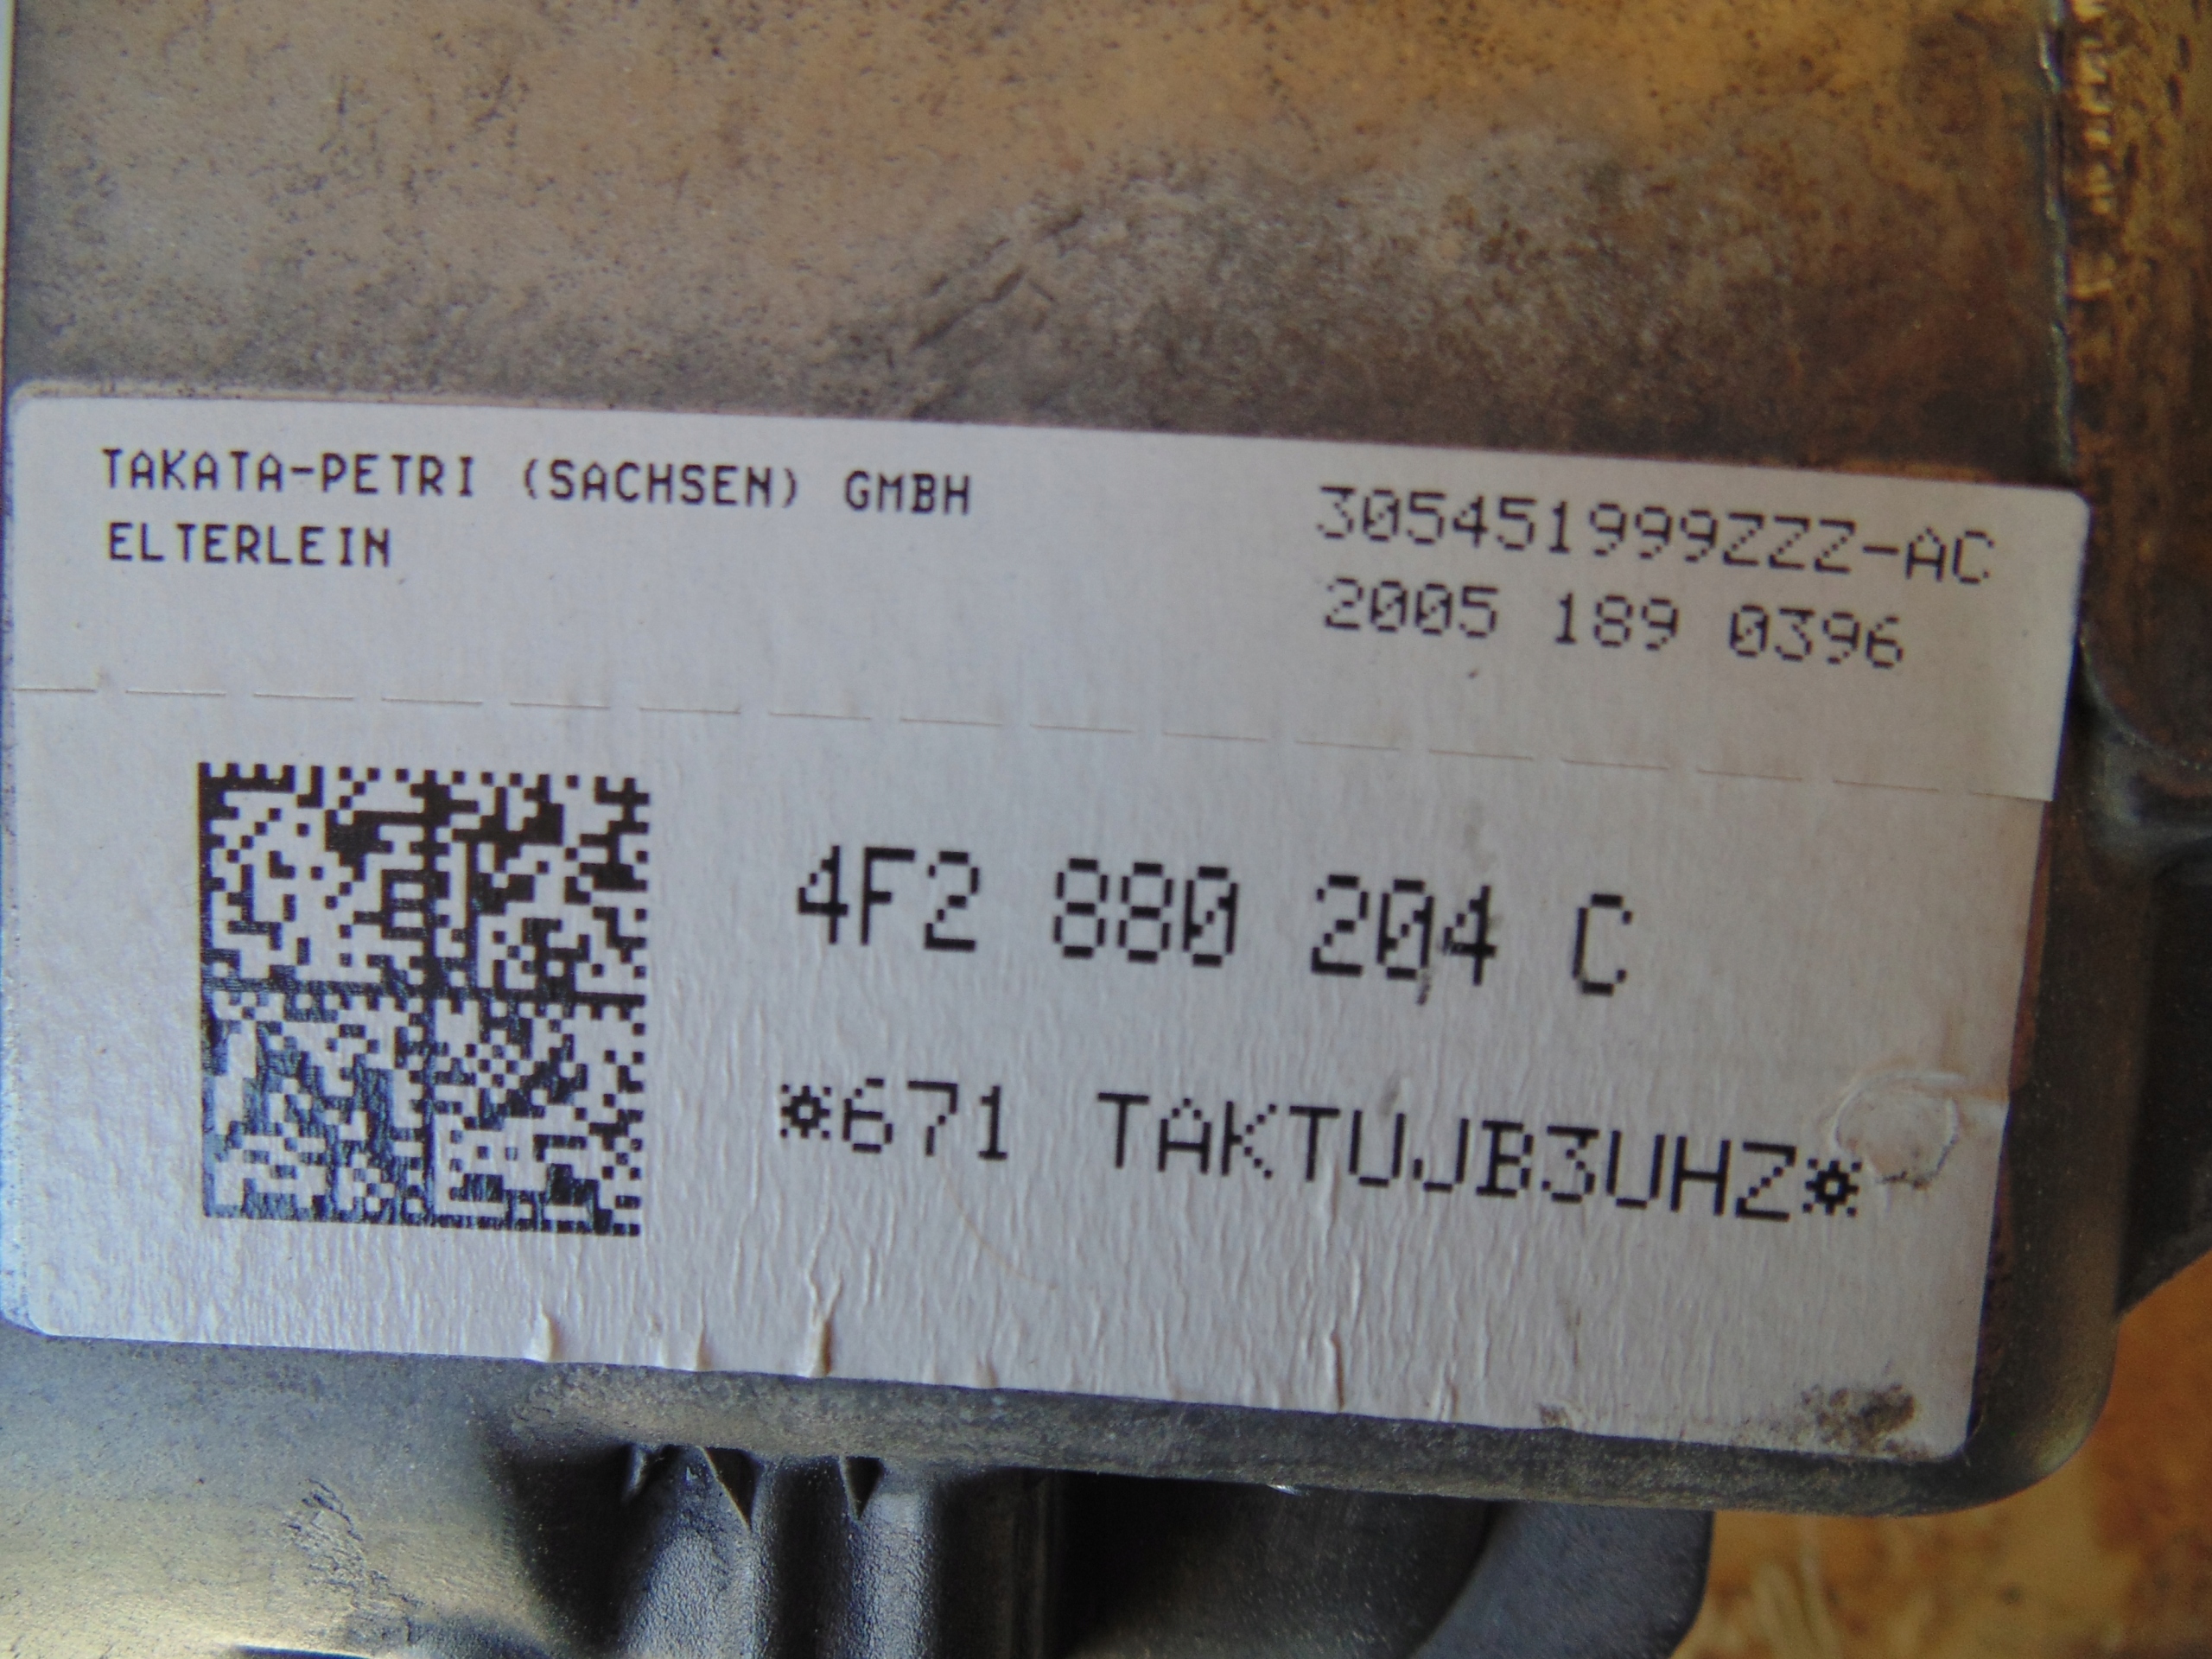 TAKATA-PETRI (SACHSEN) GMBH
ELTERLEIN
305451999ZZZ-AC
2005 189 0396
4F2 880 204 C
*671 TAKTUJB3UHZ*